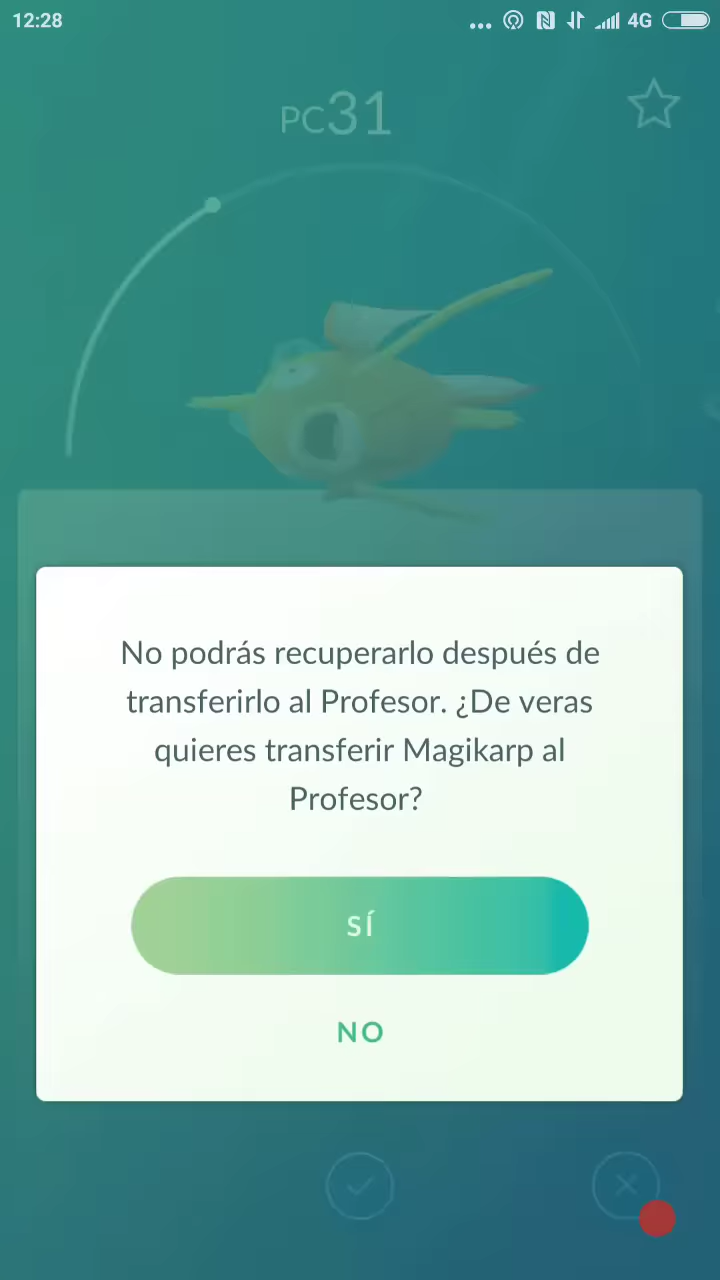 12:28
4G
PC31
No podrás recuperarlo después de
transferirlo al Profesor. ¿De veras
quieres transferir Magikarp al
Profesor?
SÍ
NO